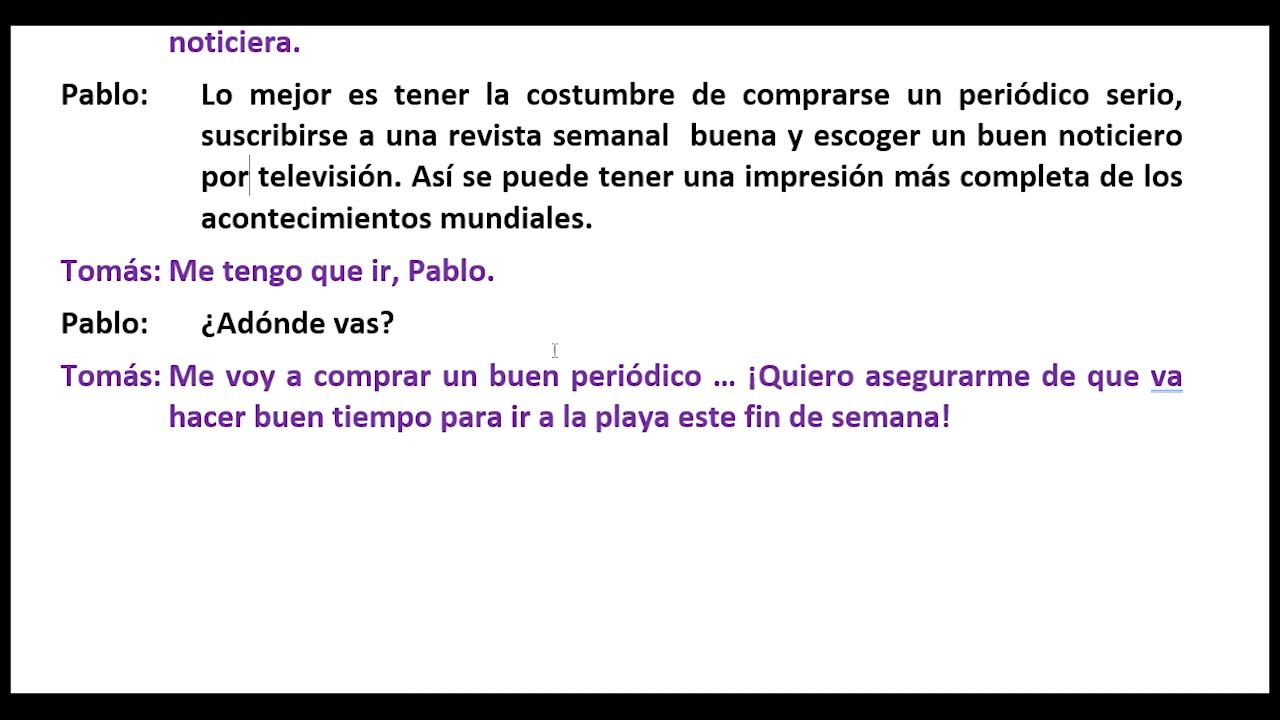 noticiera.
Pablo: Lo mejor es tener la costumbre de comprarse un periódico serio,
suscribirse a una revista semanal  buena y escoger un buen noticiero
por televisión. Así se puede tener una impresión más completa de los
acontecimientos mundiales.
Tomás: Me tengo que ir, Pablo.
Pablo: ¿Adónde vas?
Tomás: Me voy a comprar un buen periódico … ¡Quiero asegurarme de que va
hacer buen tiempo para ir a la playa este fin de semana!